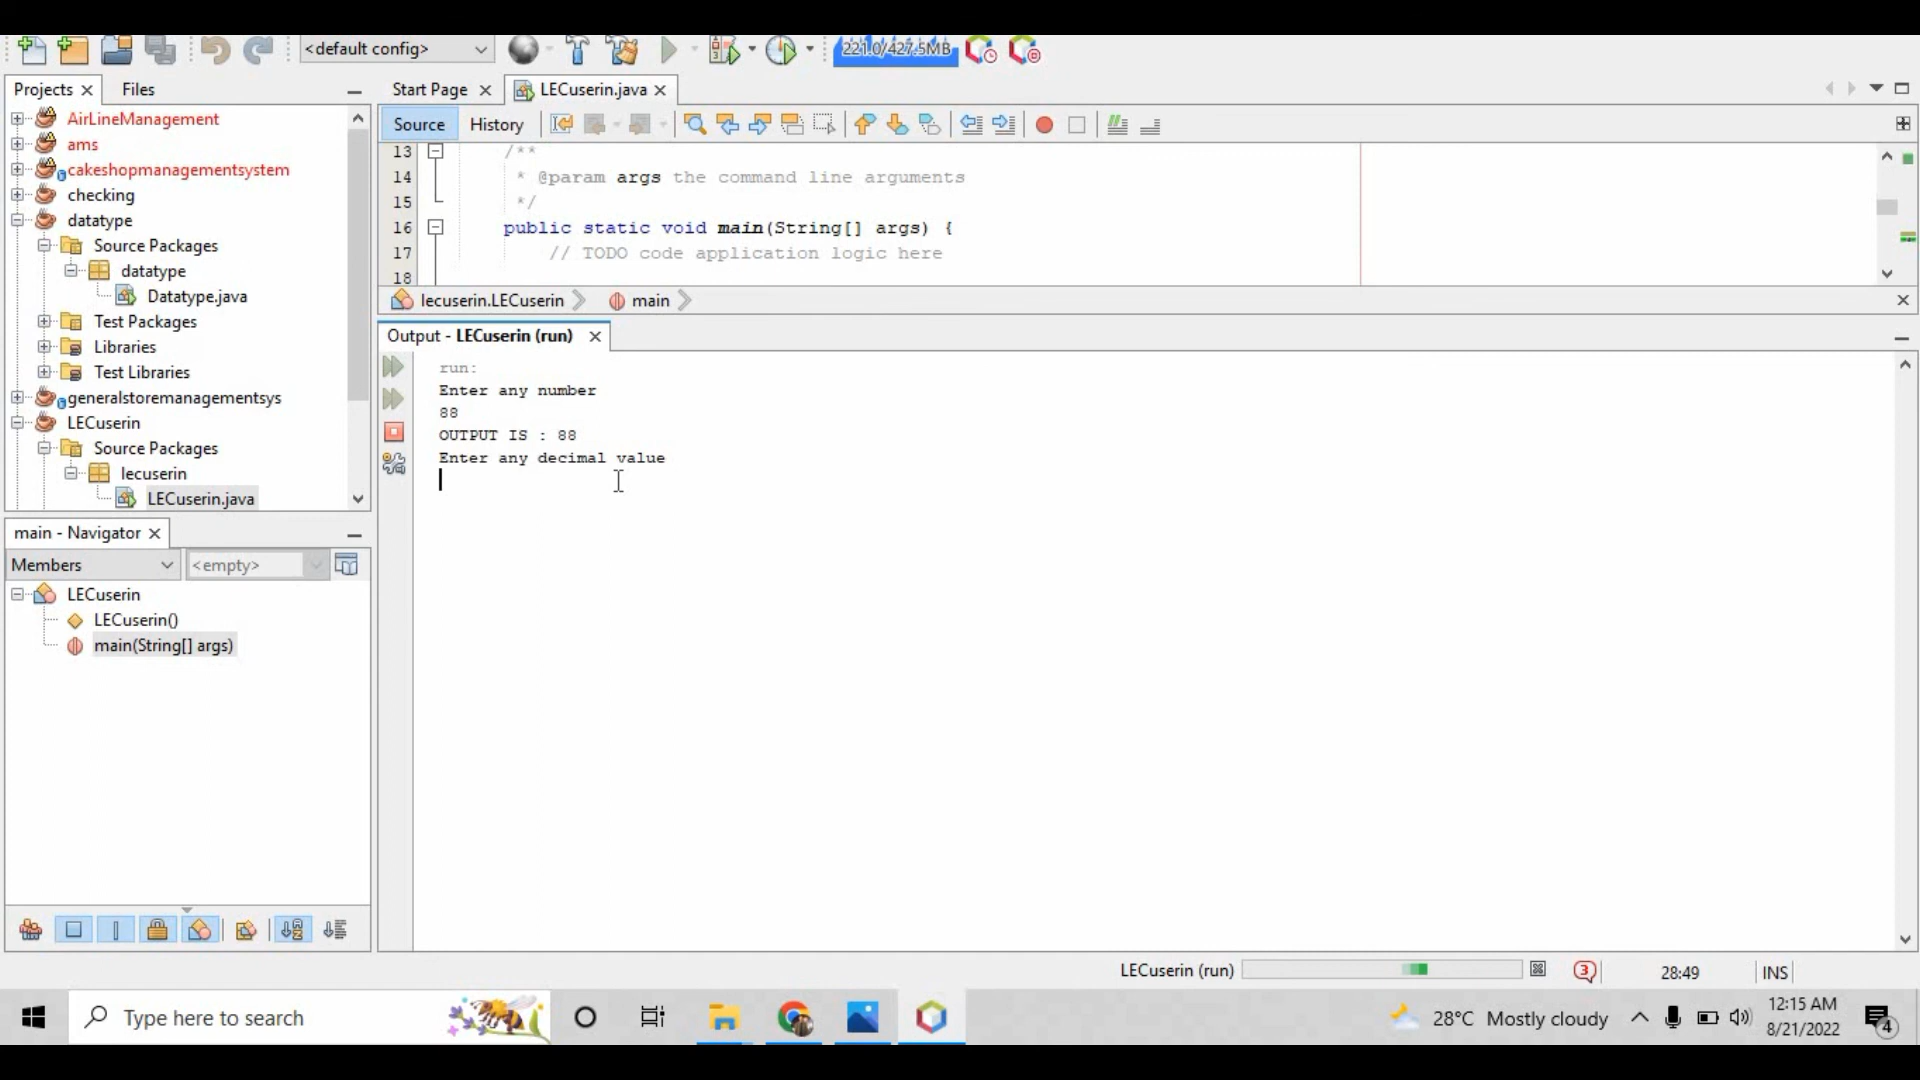 <default config>
221.0/427.5MB
Projects
Files
AirLineManagement
ams
cakeshopmanagementsystem
checking
datatype
Source Packages
datatype
Datatype.java
Test Packages
Libraries
Test Libraries
generalstoremanagementsys
LECuserin
Source Packages
lecuserin
LECuserin.java
main - Navigator
Members
<empty>
LECuserin
LECuserin()
main(String[] args)
Start Page
LECuserin.java
Source
History
13 /**
14 * @param args the command line arguments
15 */
16 public static void main(String[] args) {
17 // TODO code application logic here
18
lecuserin.LECuserin
main
Output - LECuserin (run)
run:
Enter any number
88
OUTPUT IS : 88
Enter any decimal value
LECuserin (run)
3
28:49
INS
Type here to search
28°C Mostly cloudy
12:15 AM
8/21/2022
4